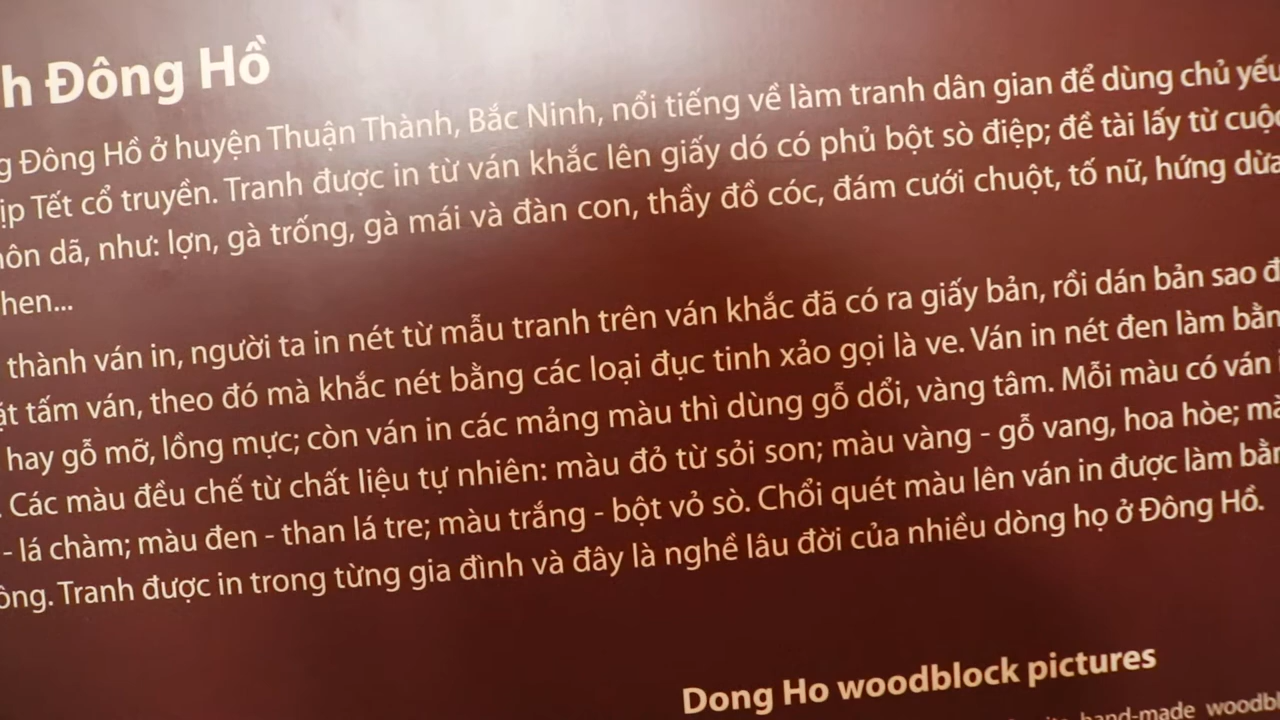 h Đông Hồ
g Đông Hồ ở huyện Thuận Thành, Bắc Ninh, nổi tiếng về làm tranh dân gian để dùng chủ yếu
ịp Tết cổ truyền. Tranh được in từ ván khắc lên giấy dó có phủ bột sò điệp; đề tài lấy từ cuộc
ôn dã, như: lợn, gà trống, gà mái và đàn con, thầy đồ cóc, đám cưới chuột, tố nữ, hứng dừa
hen...
thành ván in, người ta in nét từ mẫu tranh trên ván khắc đã có ra giấy bản, rồi dán bản sao đ
ặt tấm ván, theo đó mà khắc nét bằng các loại đục tinh xảo gọi là ve. Ván in nét đen làm bằn
hay gỗ mỡ, lồng mực; còn ván in các mảng màu thì dùng gỗ dổi, vàng tâm. Mỗi màu có ván
. Các màu đều chế từ chất liệu tự nhiên: màu đỏ từ sỏi son; màu vàng - gỗ vang, hoa hòe; mà
- lá chàm; màu đen - than lá tre; màu trắng - bột vỏ sò. Chổi quét màu lên ván in được làm bằn
ông. Tranh được in trong từng gia đình và đây là nghề lâu đời của nhiều dòng họ ở Đông Hồ.
Dong Ho woodblock pictures
hand-made woodbl